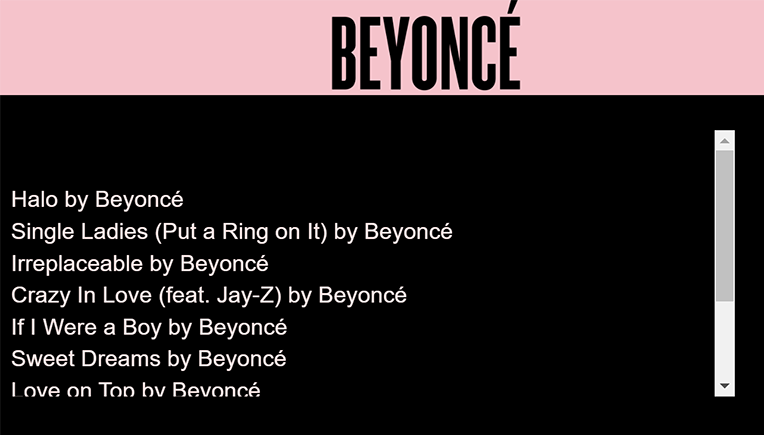 BEYONCÉ
Halo by Beyoncé
Single Ladies (Put a Ring on It) by Beyoncé
Irreplaceable by Beyoncé
Crazy In Love (feat. Jay-Z) by Beyoncé
If I Were a Boy by Beyoncé
Sweet Dreams by Beyoncé
Love on Top by Beyoncé